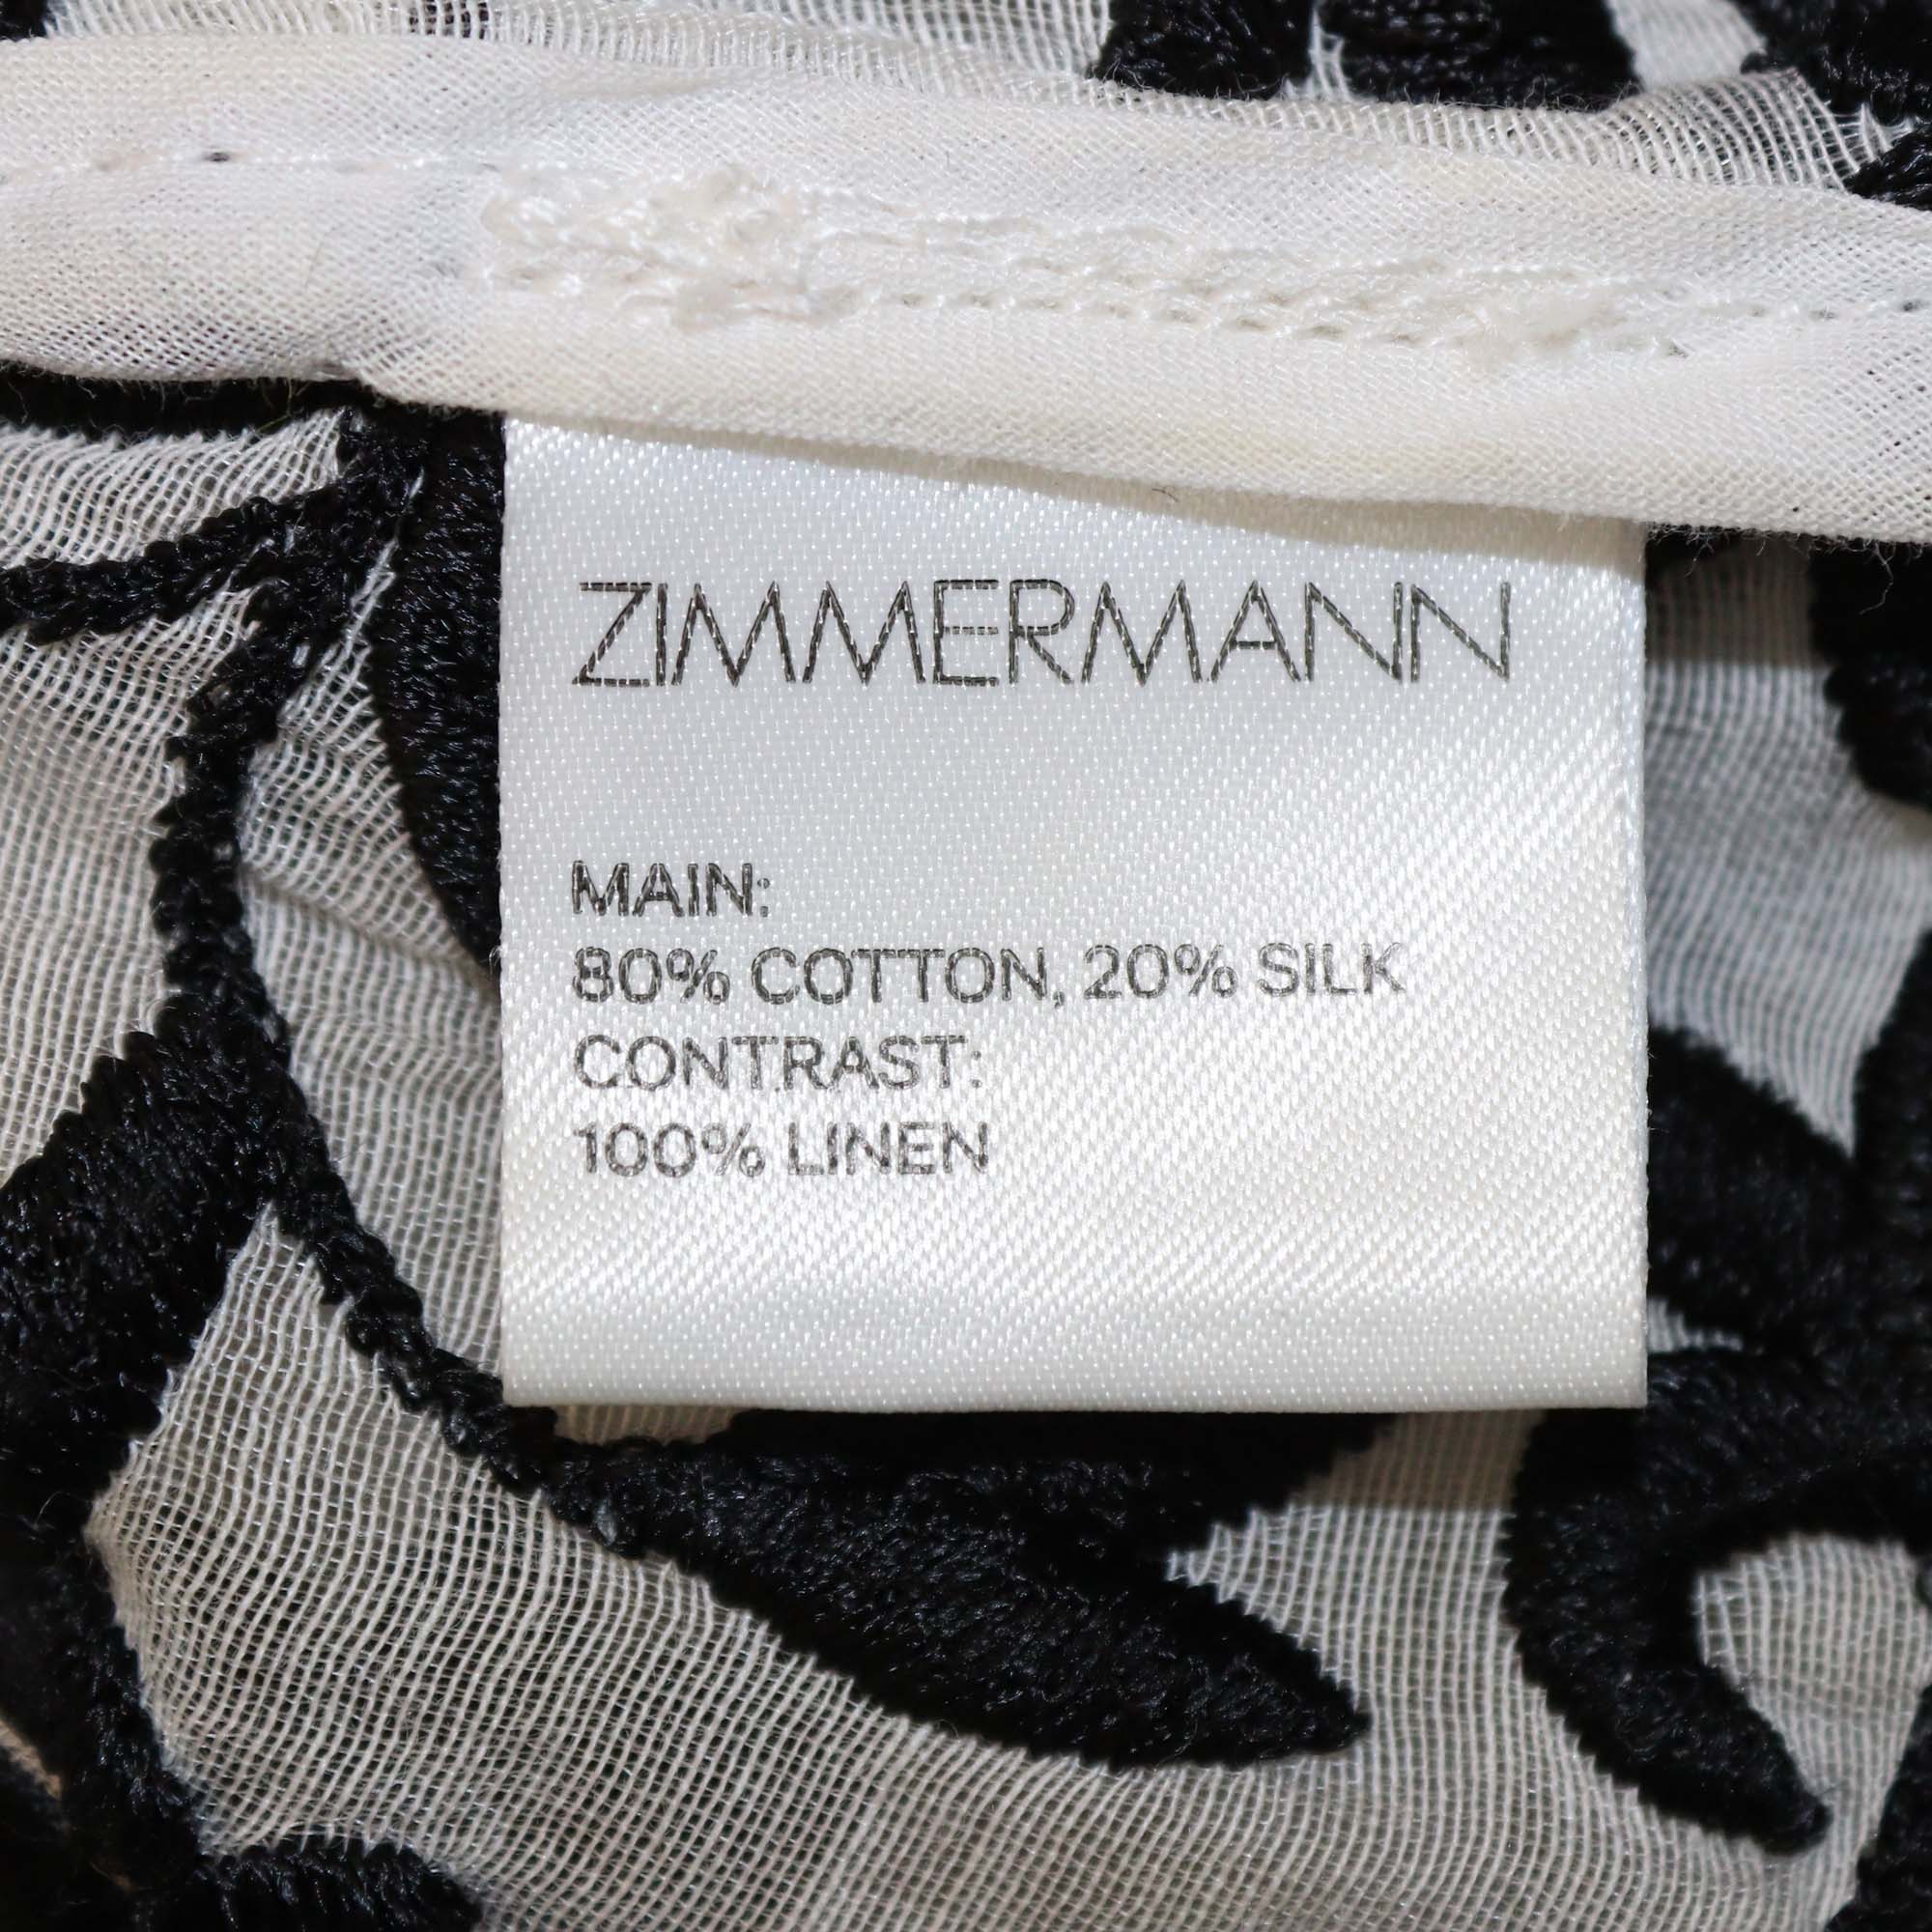 ZIMMERMANN
MAIN:
80% COTTON, 20% SILK
CONTRAST:
100% LINEN